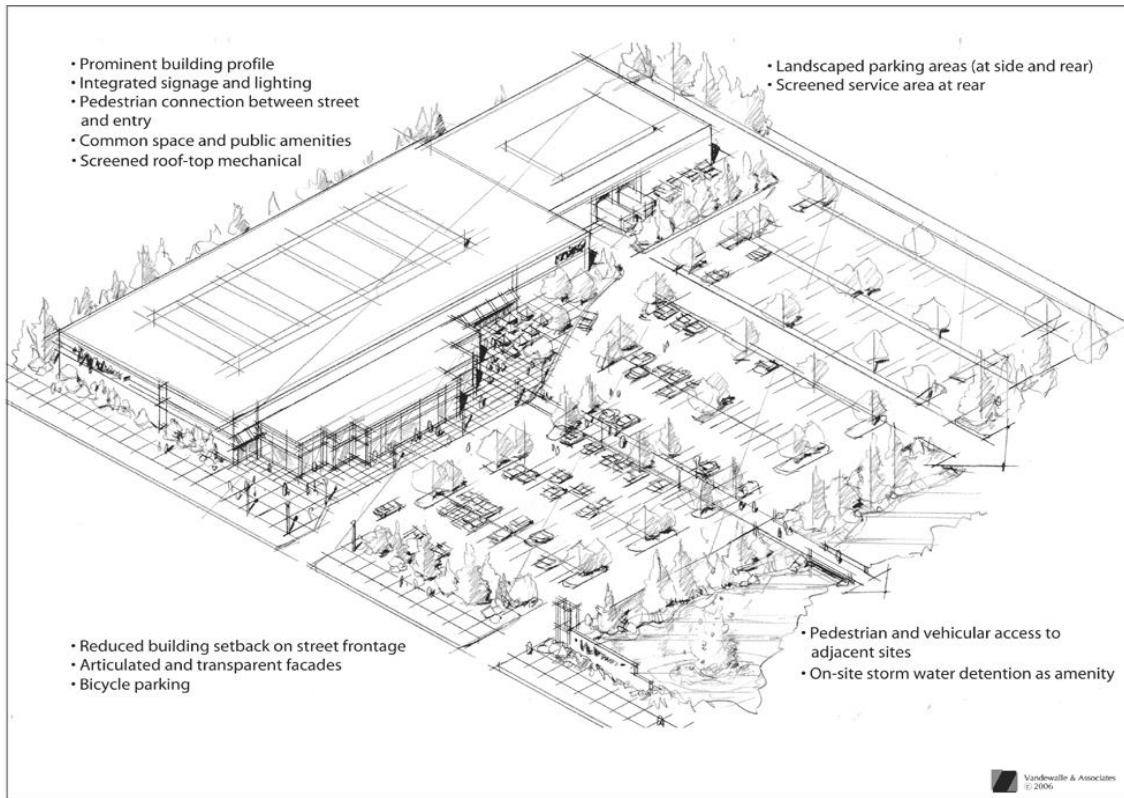 • Prominent building profile
• Integrated signage and lighting
• Pedestrian connection between street
and entry
• Common space and public amenities
• Screened roof-top mechanical
• Landscaped parking areas (at side and rear)
• Screened service area at rear
• Reduced building setback on street frontage
• Articulated and transparent facades
• Bicycle parking
• Pedestrian and vehicular access to
adjacent sites
• On-site storm water detention as amenity
Vandewalle & Associates
© 2006